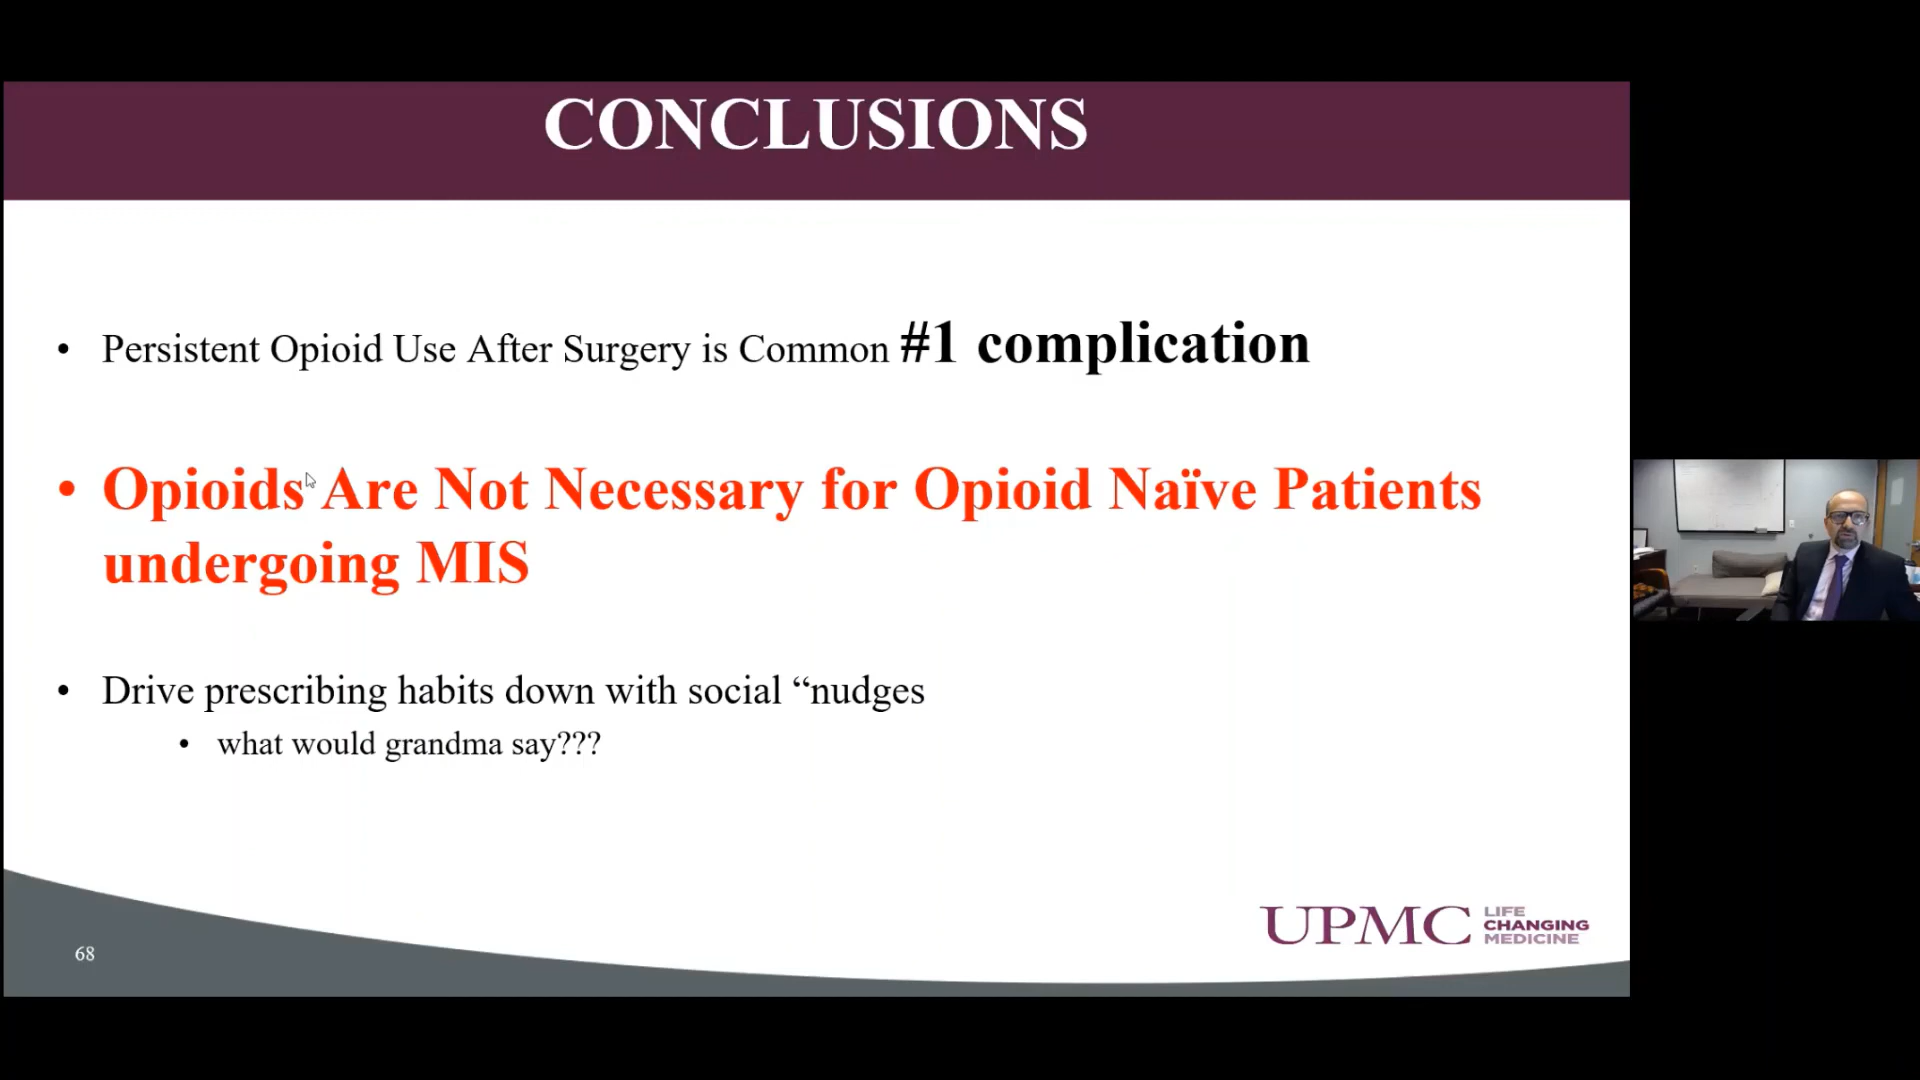 CONCLUSIONS
• Persistent Opioid Use After Surgery is Common #1 complication
• Opioids Are Not Necessary for Opioid Naïve Patients
undergoing MIS
• Drive prescribing habits down with social “nudges
• what would grandma say???
UPMC LIFE
CHANGING
MEDICINE
68